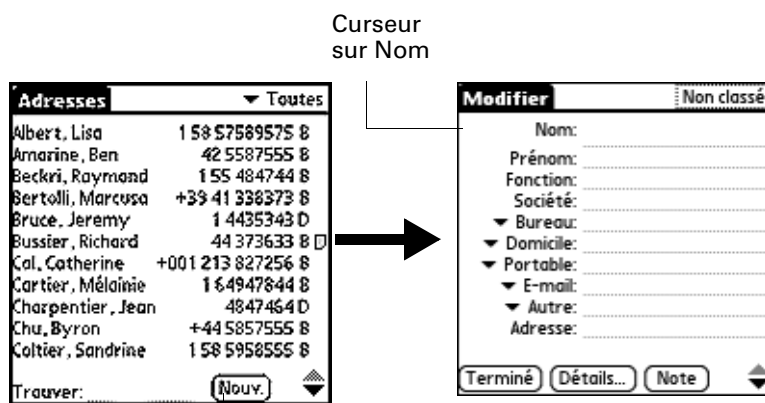 Curseur
sur Nom
Adresses
Toutes
Albert, Lisa 1 58 57589575 B
Amarine, Ben 42 5587555 B
Beckri, Raymond 1 55 484744 B
Bertolli, Marcusa +39 41 338373 B
Bruce, Jeremy 1 4435343 D
Bussier, Richard 44 373633 B
Cal, Catherine +001 213 827256 B
Cartier, Mélainie 1 64947844 B
Charpentier, Jean 4847464 D
Chu, Byron +44 5857555 B
Coltier, Sandrine 1 58 5958555 B
Trouver: Nouv.
Modifier
Non classé
Nom:
Prénom:
Fonction:
Société:
Bureau:
Domicile:
Portable:
E-mail:
Autre:
Adresse:
Terminé Détails... Note